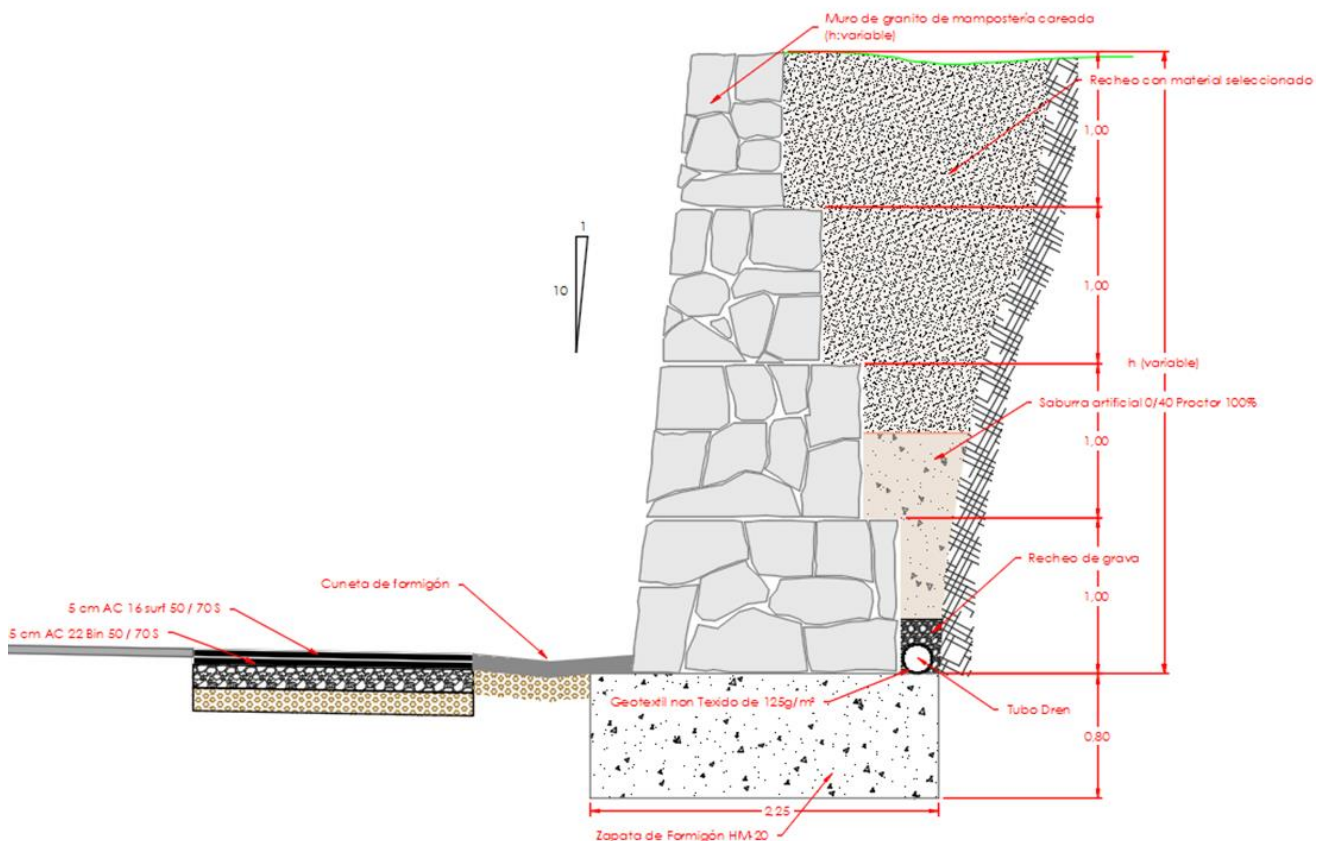 Muro de granito de mampostería careada
(h:variable)
Recheo con material seleccionado
1,00
1
10
1,00
h (variable)
Saburra artificial 0/40 Proctor 100%
1,00
Recheo de grava
Cuneta de formigón
1,00
5 cm AC 16 surf 50 / 70 S
5 cm AC 22 Bin 50 / 70 S
Geotextil non Texido de 125g/m²
Tubo Dren
0,80
2,25
Zapata de Formigón HM-20